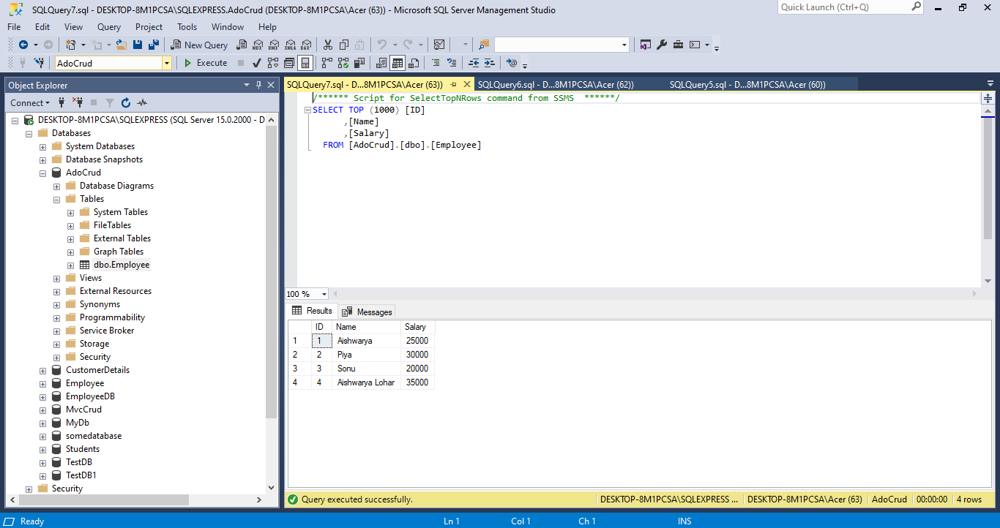 SQLQuery7.sql - DESKTOP-8M1PCSA\SQLEXPRESS.AdoCrud (DESKTOP-8M1PCSA\Acer (63)) - Microsoft SQL Server Management Studio
Quick Launch (Ctrl+Q)
File Edit View Query Project Tools Window Help
New Query MDX DMX XMLA DAX
AdoCrud Execute
Object Explorer
Connect
DESKTOP-8M1PCSA\SQLEXPRESS (SQL Server 15.0.2000 - D
Databases
System Databases
Database Snapshots
AdoCrud
Database Diagrams
Tables
System Tables
FileTables
External Tables
Graph Tables
dbo.Employee
Views
External Resources
Synonyms
Programmability
Service Broker
Storage
Security
CustomerDetails
Employee
EmployeeDB
MvcCrud
MyDb
somedatabase
Students
TestDB
TestDB1
Security
SQLQuery7.sql - D...8M1PCSA\Acer (63)) SQLQuery6.sql - D...8M1PCSA\Acer (62)) SQLQuery5.sql - D...8M1PCSA\Acer (60))
/****** Script for SelectTopNRows command from SSMS  ******/
SELECT TOP (1000) [ID]
,[Name]
,[Salary]
FROM [AdoCrud].[dbo].[Employee]
100 %
Results Messages
ID Name Salary
1 1 Aishwarya 25000
2 2 Piya 30000
3 3 Sonu 20000
4 4 Aishwarya Lohar 35000
Query executed successfully. DESKTOP-8M1PCSA\SQLEXPRESS ... DESKTOP-8M1PCSA\Acer (63) AdoCrud 00:00:00 4 rows
Ready Ln 1 Col 1 Ch 1 INS